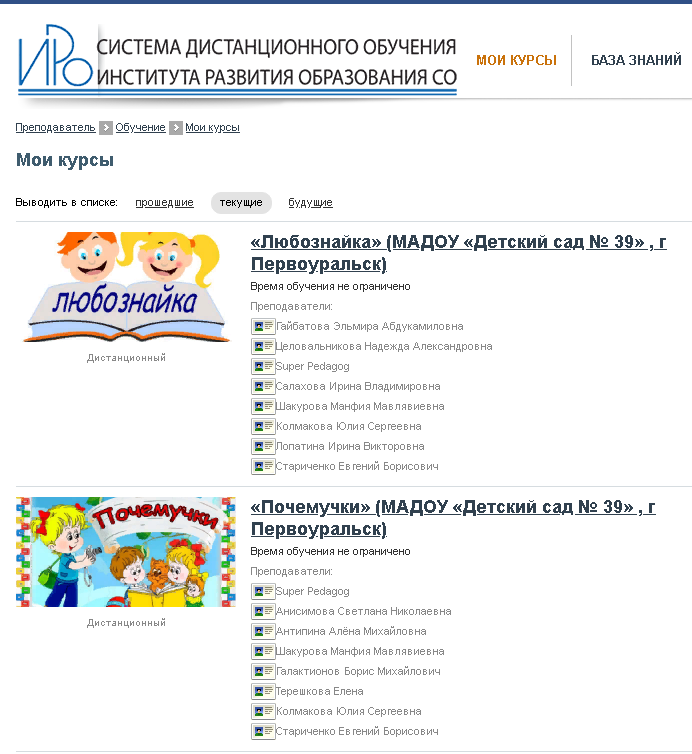 ИРО
СИСТЕМА ДИСТАНЦИОННОГО ОБУЧЕНИЯ
ИНСТИТУТА РАЗВИТИЯ ОБРАЗОВАНИЯ СО
МОИ КУРСЫ
БАЗА ЗНАНИЙ
Преподаватель Обучение Мои курсы
Мои курсы
Выводить в списке: прошедшие текущие будущие
любознайка
Дистанционный
«Любознайка» (МАДОУ «Детский сад № 39» , г
Первоуральск)
Время обучения не ограничено
Преподаватели:
Гайбатова Эльмира Абдукамиловна
Целовальникова Надежда Александровна
Super Pedagog
Салахова Ирина Владимировна
Шакурова Манфия Мавлявиевна
Колмакова Юлия Сергеевна
Лопатина Ирина Викторовна
Стариченко Евгений Борисович
Почемучки
Дистанционный
«Почемучки» (МАДОУ «Детский сад № 39» , г
Первоуральск)
Время обучения не ограничено
Преподаватели:
Super Pedagog
Анисимова Светлана Николаевна
Антипина Алёна Михайловна
Шакурова Манфия Мавлявиевна
Галактионов Борис Михайлович
Терешкова Елена
Колмакова Юлия Сергеевна
Стариченко Евгений Борисович